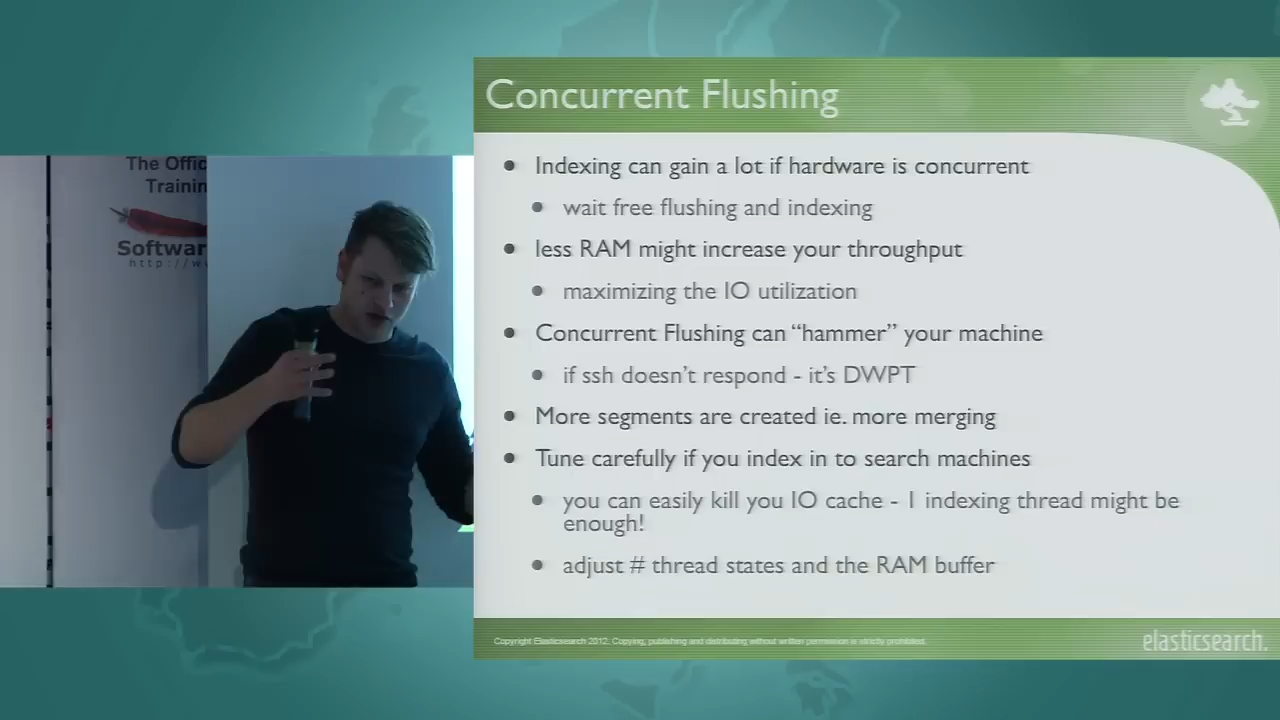 The Offic
Trainin
Softwar
http://w
Concurrent Flushing
Indexing can gain a lot if hardware is concurrent
wait free flushing and indexing
less RAM might increase your throughput
maximizing the IO utilization
Concurrent Flushing can “hammer” your machine
if ssh doesn’t respond - it’s DWPT
More segments are created ie. more merging
Tune carefully if you index in to search machines
you can easily kill you IO cache - 1 indexing thread might be
enough!
adjust # thread states and the RAM buffer
Copyright Elasticsearch 2012. Copying, publishing and distributing without written permission is strictly prohibited.
elasticsearch.